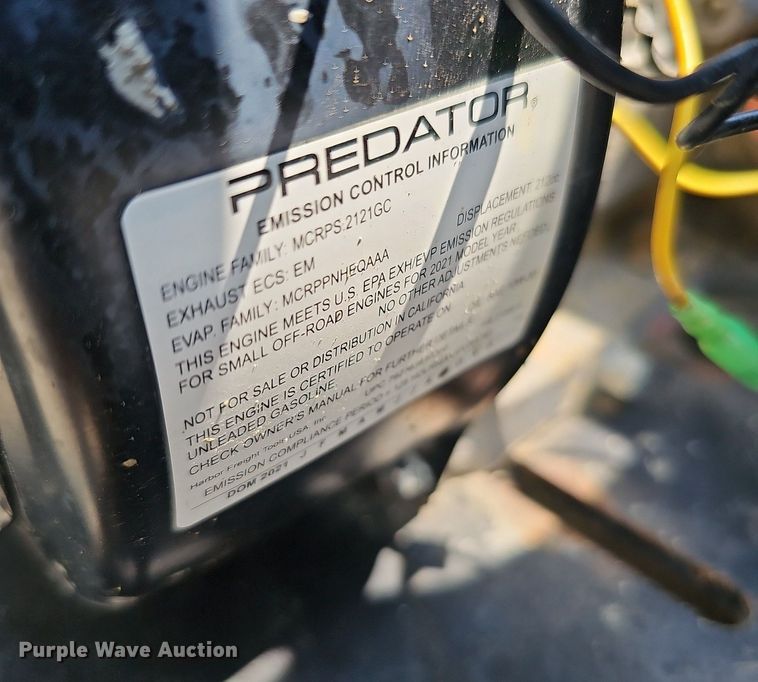 PREDATOR®
EMISSION CONTROL INFORMATION
ENGINE FAMILY: MCRPS.2121GC DISPLACEMENT: 212cc
EXHAUST ECS: EM
EVAP. FAMILY: MCRPPNHEQAAA
THIS ENGINE MEETS U.S. EPA EXH/EVP EMISSION REGULATIONS
FOR SMALL OFF-ROAD ENGINES FOR 2021 MODEL YEAR.
NO OTHER ADJUSTMENTS NEEDED.
NOT FOR SALE OR DISTRIBUTION IN CALIFORNIA
THIS ENGINE IS CERTIFIED TO OPERATE ON
UNLEADED GASOLINE.
CHECK OWNER'S MANUAL FOR FURTHER DETAILS.
Harbor Freight Tools USA, Inc. UPC
EMISSION COMPLIANCE PERIOD
DOM 2021 J F M A M J J
Purple Wave Auction